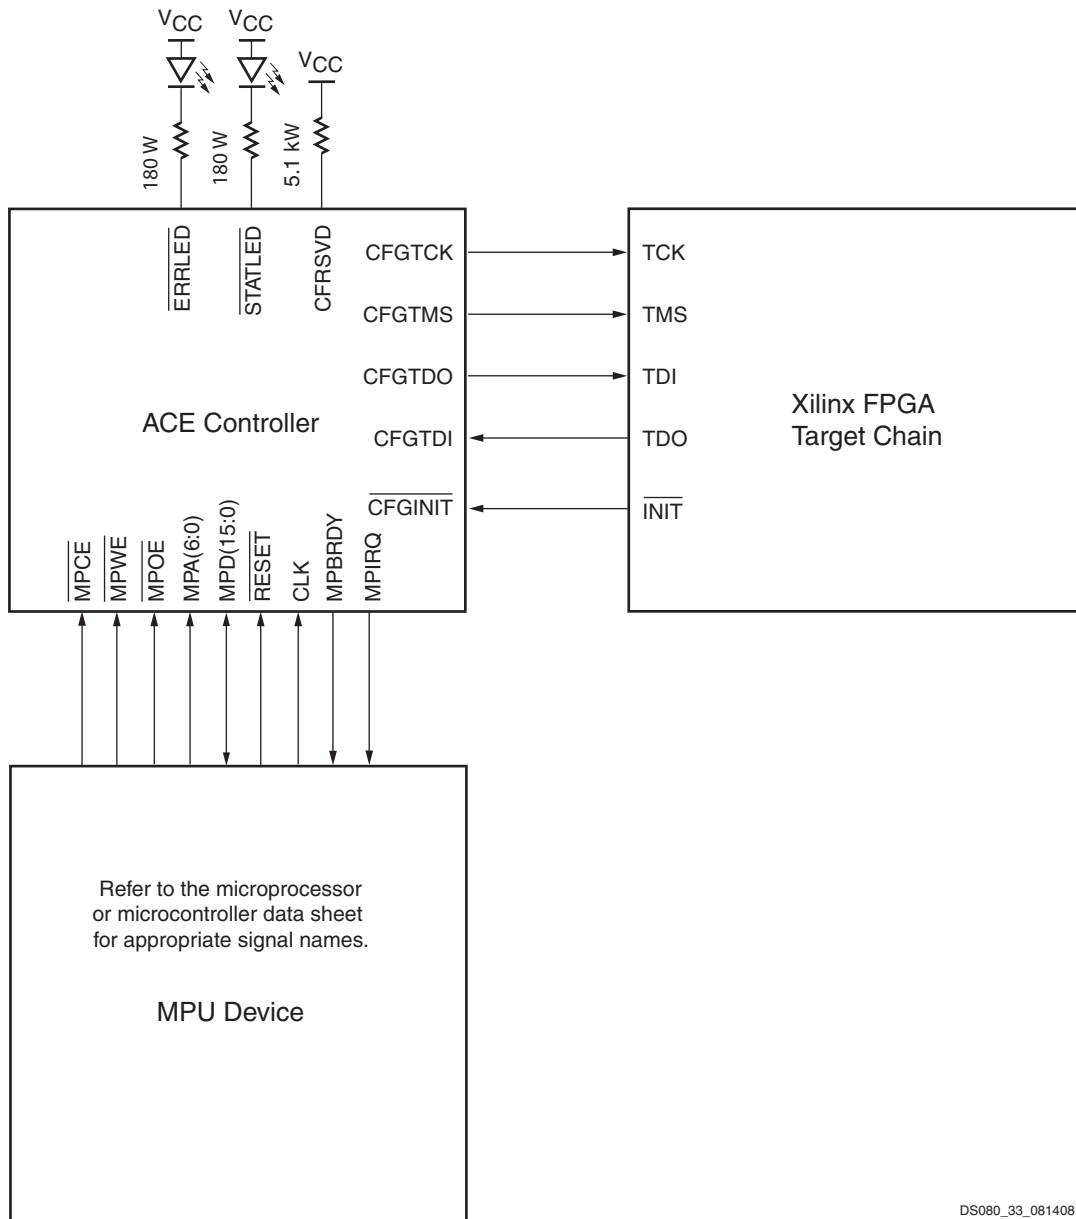 VCC
VCC
VCC
180 W
180 W
5.1 kW
ERRLED
STATLED
CFRSVD
CFGTCK
TCK
CFGTMS
TMS
CFGTDO
TDI
ACE Controller
Xilinx FPGA
Target Chain
CFGTDI
TDO
CFGINIT
INIT
MPCE
MPWE
MPOE
MPA(6:0)
MPD(15:0)
RESET
CLK
MPBRDY
MPIRQ
Refer to the microprocessor
or microcontroller data sheet
for appropriate signal names.
MPU Device
DS080_33_081408